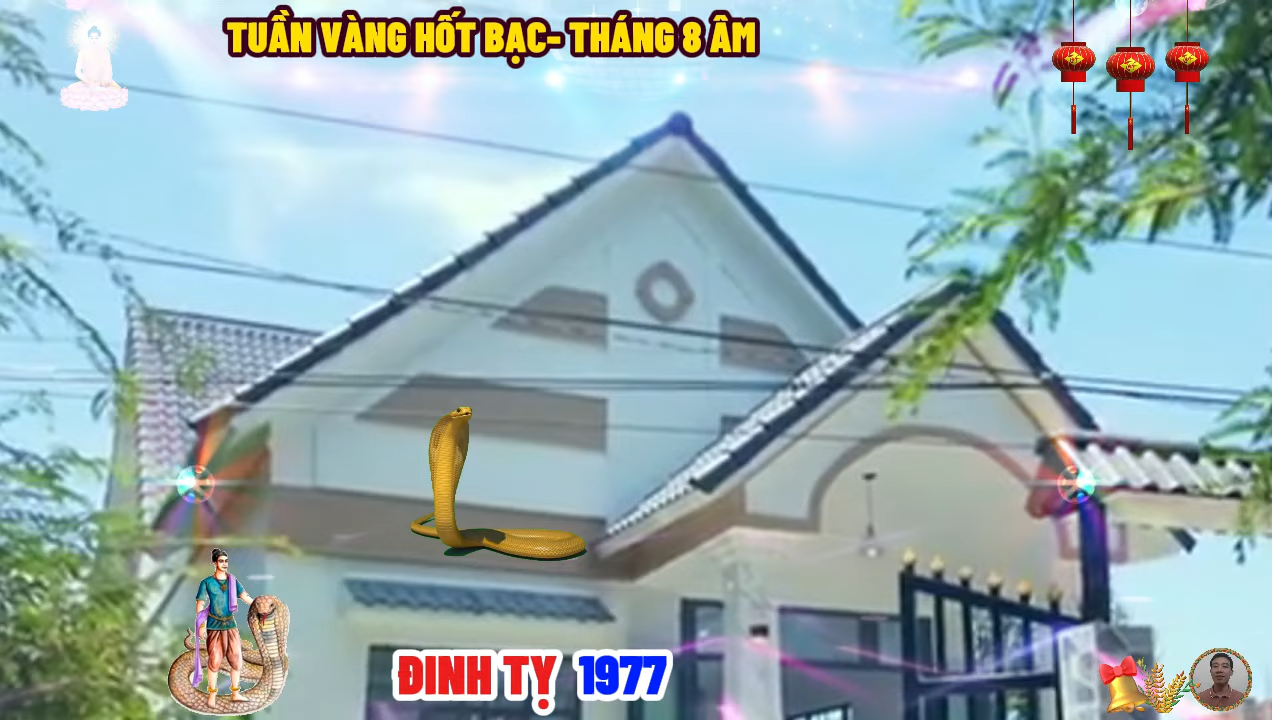 TUẦN VÀNG HỐT BẠC- THÁNG 8 ÂM
ĐINH TỴ 1977